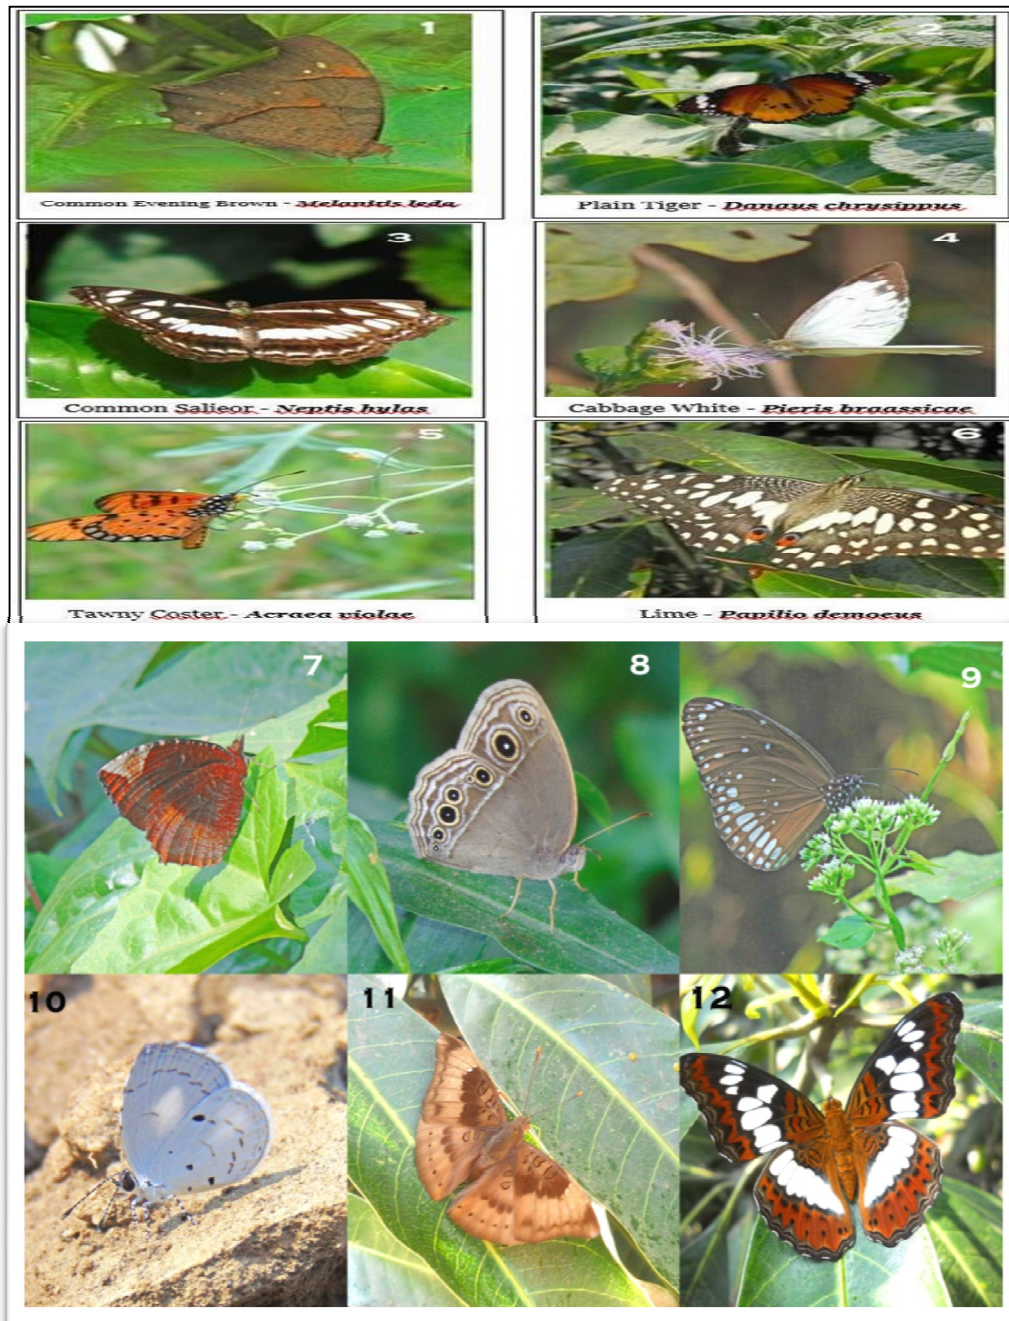 1
Common Evening Brown - Melanitis leda
2
Plain Tiger - Danaus chrysippus
3
Common Salieor - Neptis hylas
4
Cabbage White - Pieris braassicae
5
Tawny Coster - Acraea violae
6
Lime - Papilio demoeus
7
8
9
10
11
12